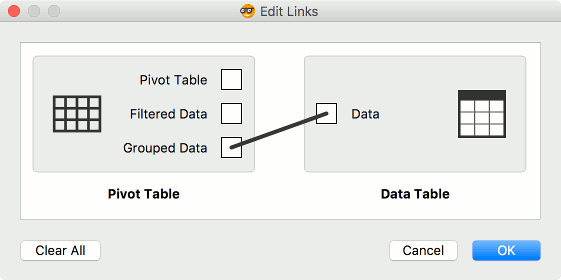 Edit Links
Pivot Table
Filtered Data
Grouped Data
Data
Pivot Table
Data Table
Clear All
Cancel
OK